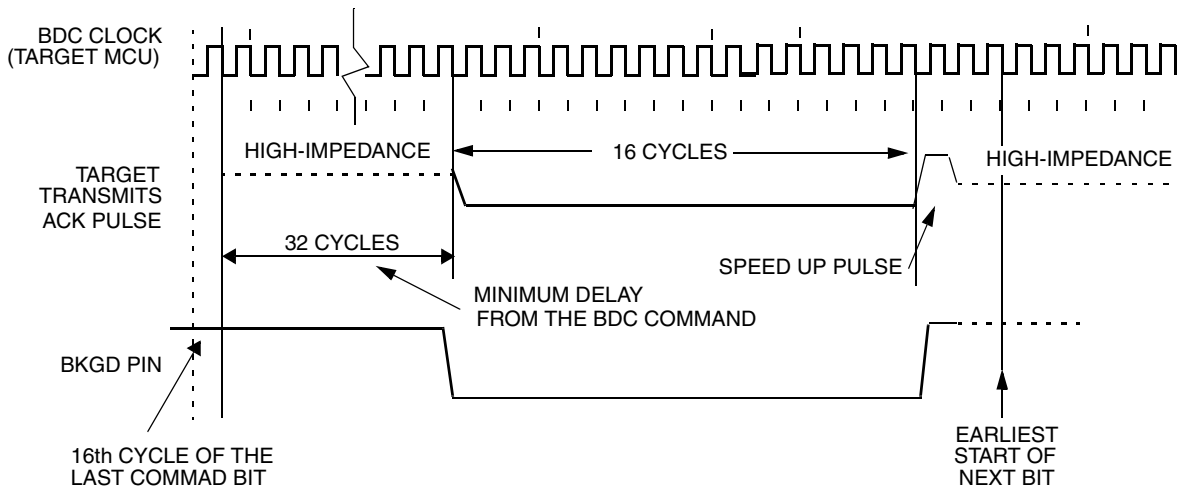 BDC CLOCK
(TARGET MCU)
HIGH-IMPEDANCE
16 CYCLES
HIGH-IMPEDANCE
TARGET
TRANSMITS
ACK PULSE
32 CYCLES
SPEED UP PULSE
MINIMUM DELAY
FROM THE BDC COMMAND
BKGD PIN
16th CYCLE OF THE
LAST COMMAD BIT
EARLIEST
START OF
NEXT BIT